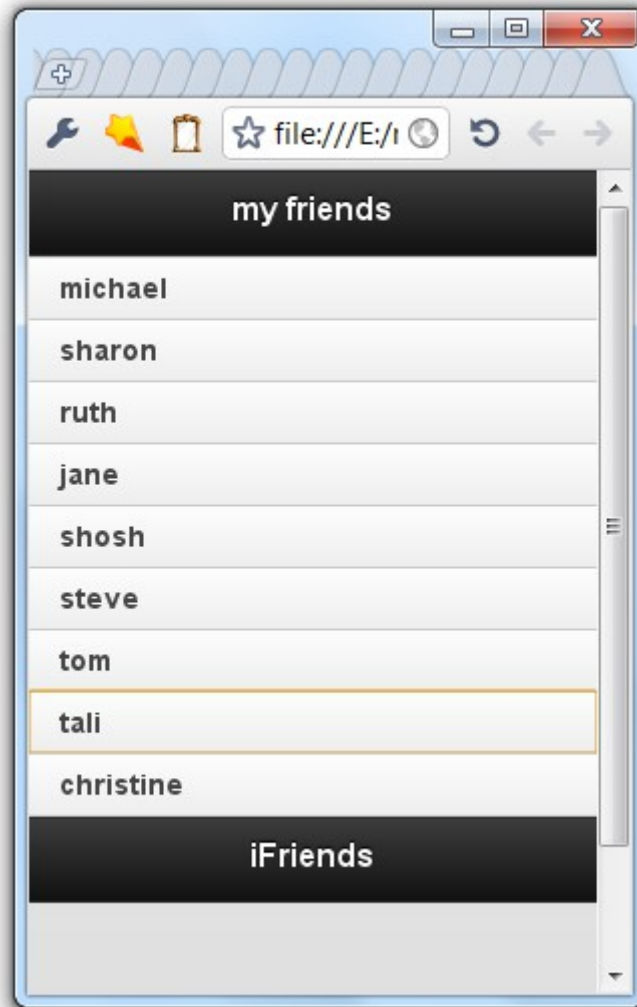 file:///E:/
my friends
michael
sharon
ruth
jane
shosh
steve
tom
tali
christine
iFriends